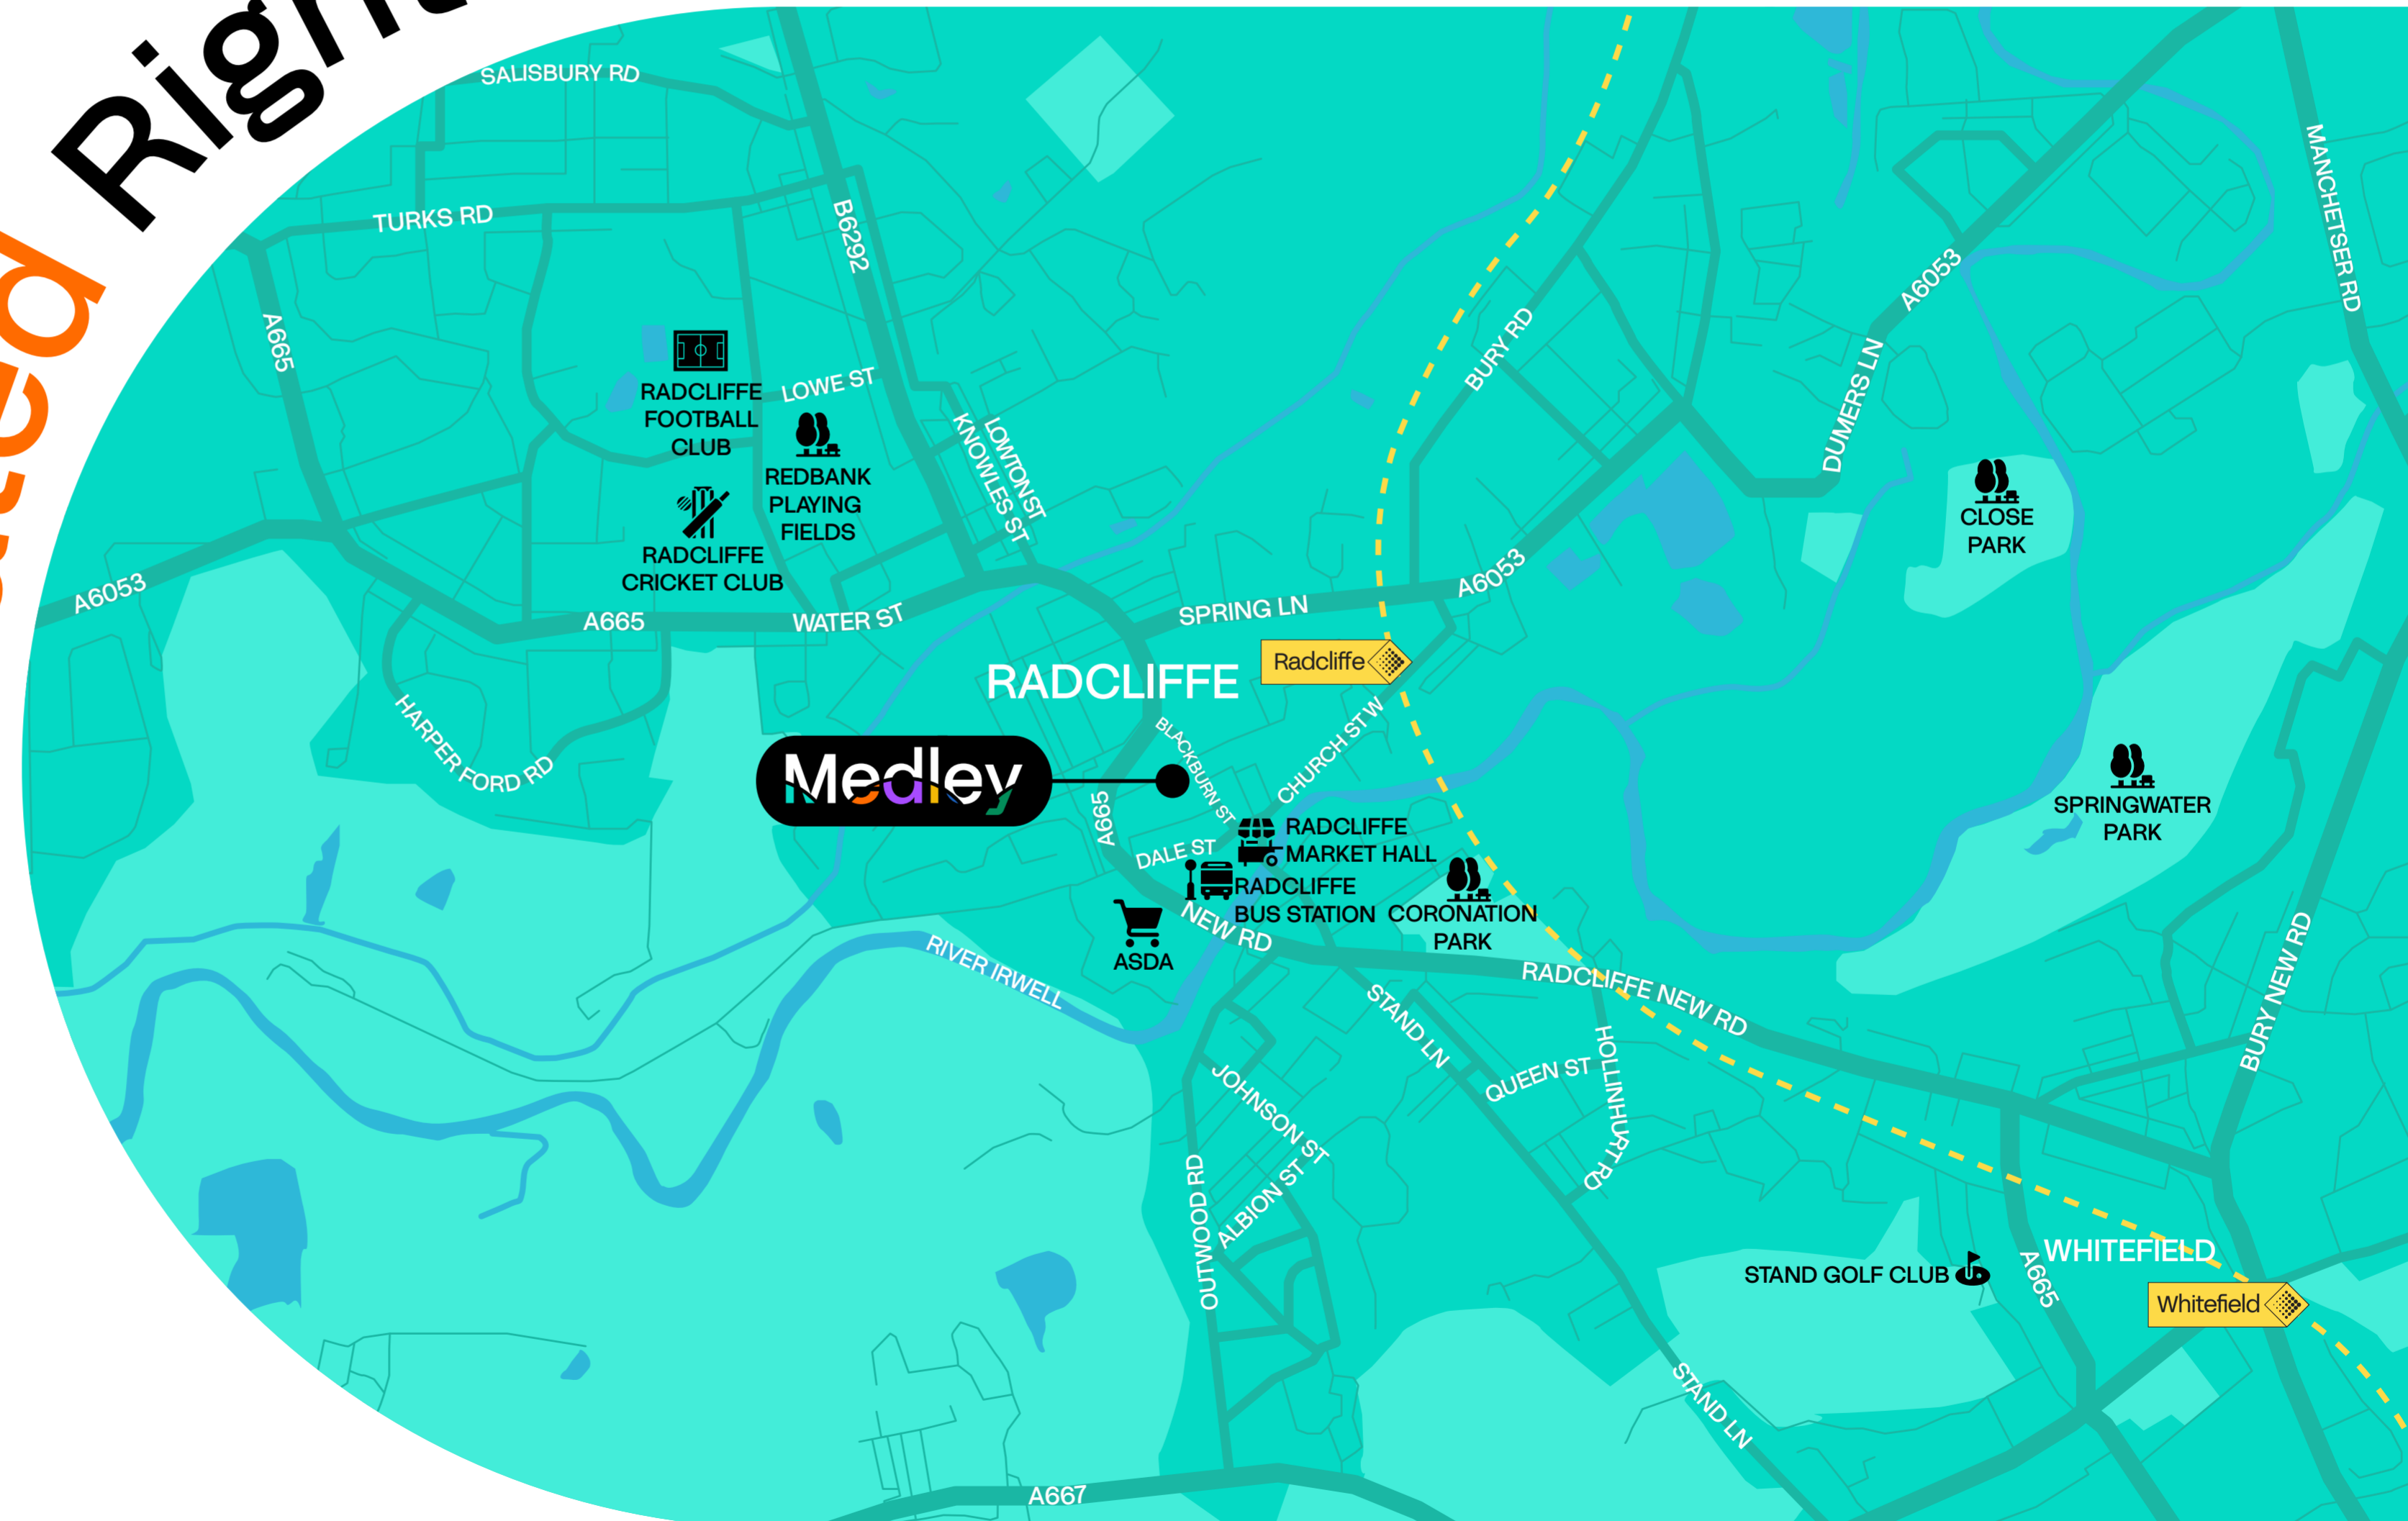 Right
SALISBURY RD
TURKS RD
B6292
MANCHETSER RD
A665
A6053
BURY RD
DUMERS LN
RADCLIFFE
FOOTBALL
CLUB
LOWE ST
REDBANK
PLAYING
FIELDS
KNOWLES ST
LOWTON ST
RADCLIFFE
CRICKET CLUB
CLOSE
PARK
A6053
A6053
A665
WATER ST
SPRING LN
Radcliffe
RADCLIFFE
HARPER FORD RD
BLACKBURN ST
CHURCH ST W
Medley
A665
DALE ST
RADCLIFFE
MARKET HALL
RADCLIFFE
BUS STATION
CORONATION
PARK
SPRINGWATER
PARK
NEW RD
ASDA
RIVER IRWELL
RADCLIFFE NEW RD
STAND LN
BURY NEW RD
QUEEN ST
HOLLINHURT RD
JOHNSON ST
ALBION ST
OUTWOOD RD
STAND GOLF CLUB
WHITEFIELD
A665
Whitefield
STAND LN
A667